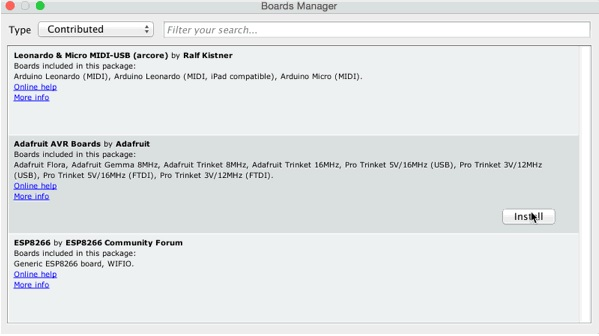 Boards Manager
Type Contributed Filter your search...
Leonardo & Micro MIDI-USB (arcore) by Ralf Kistner
Boards included in this package:
Arduino Leonardo (MIDI), Arduino Leonardo (MIDI, iPad compatible), Arduino Micro (MIDI).
Online help
More info
Adafruit AVR Boards by Adafruit
Boards included in this package:
Adafruit Flora, Adafruit Gemma 8MHz, Adafruit Trinket 8MHz, Adafruit Trinket 16MHz, Pro Trinket 5V/16MHz (USB), Pro Trinket 3V/12MHz
(USB), Pro Trinket 5V/16MHz (FTDI), Pro Trinket 3V/12MHz (FTDI).
Online help
More info
Install
ESP8266 by ESP8266 Community Forum
Boards included in this package:
Generic ESP8266 board, WIFIO.
Online help
More info